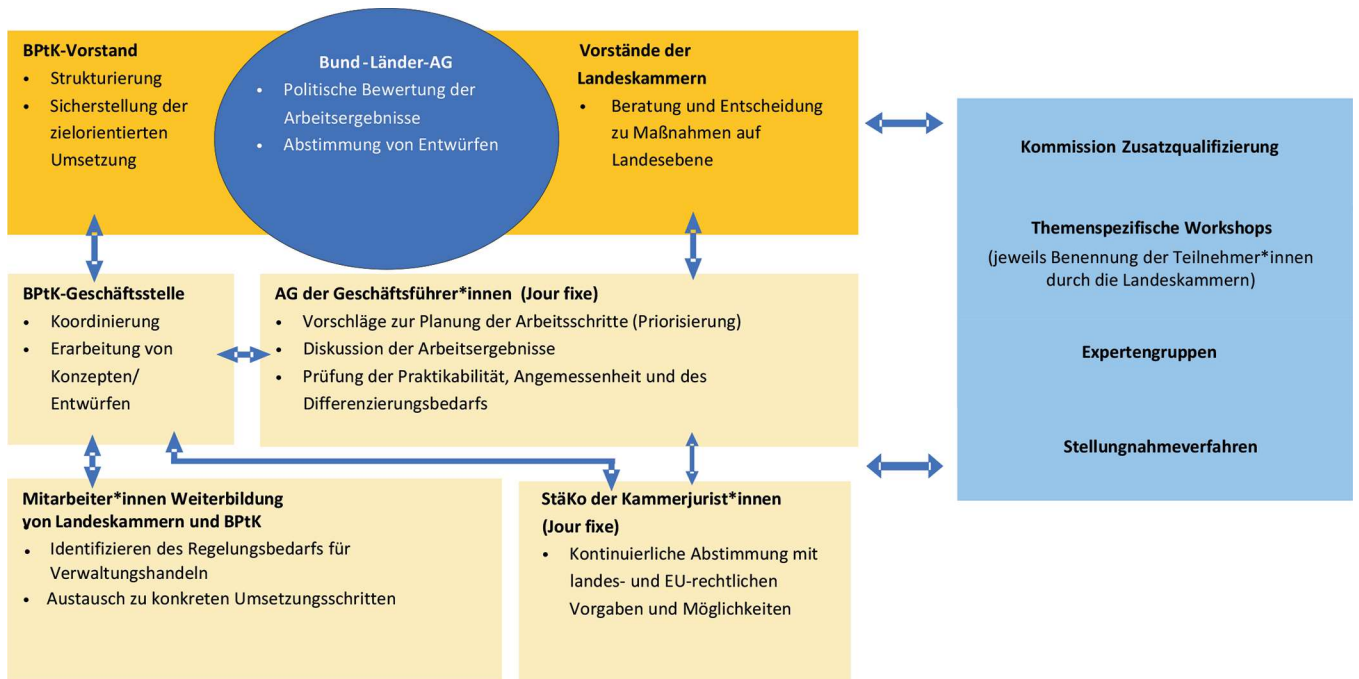 BPtK-Vorstand
• Strukturierung
• Sicherstellung der
zielorientierten
Umsetzung
Bund-Länder-AG
• Politische Bewertung der
Arbeitsergebnisse
• Abstimmung von Entwürfen
Vorstände der
Landeskammern
• Beratung und Entscheidung
zu Maßnahmen auf
Landesebene
BPtK-Geschäftsstelle
• Koordinierung
• Erarbeitung von
Konzepten/
Entwürfen
AG der Geschäftsführer*innen (Jour fixe)
• Vorschläge zur Planung der Arbeitsschritte (Priorisierung)
• Diskussion der Arbeitsergebnisse
• Prüfung der Praktikabilität, Angemessenheit und des
Differenzierungsbedarfs
Mitarbeiter*innen Weiterbildung
von Landeskammern und BPtK
• Identifizieren des Regelungsbedarfs für
Verwaltungshandeln
• Austausch zu konkreten Umsetzungsschritten
StäKo der Kammerjurist*innen
(Jour fixe)
• Kontinuierliche Abstimmung mit
landes- und EU-rechtlichen
Vorgaben und Möglichkeiten
Kommission Zusatzqualifizierung
Themenspezifische Workshops
(jeweils Benennung der Teilnehmer*innen
durch die Landeskammern)
Expertengruppen
Stellungnahmeverfahren